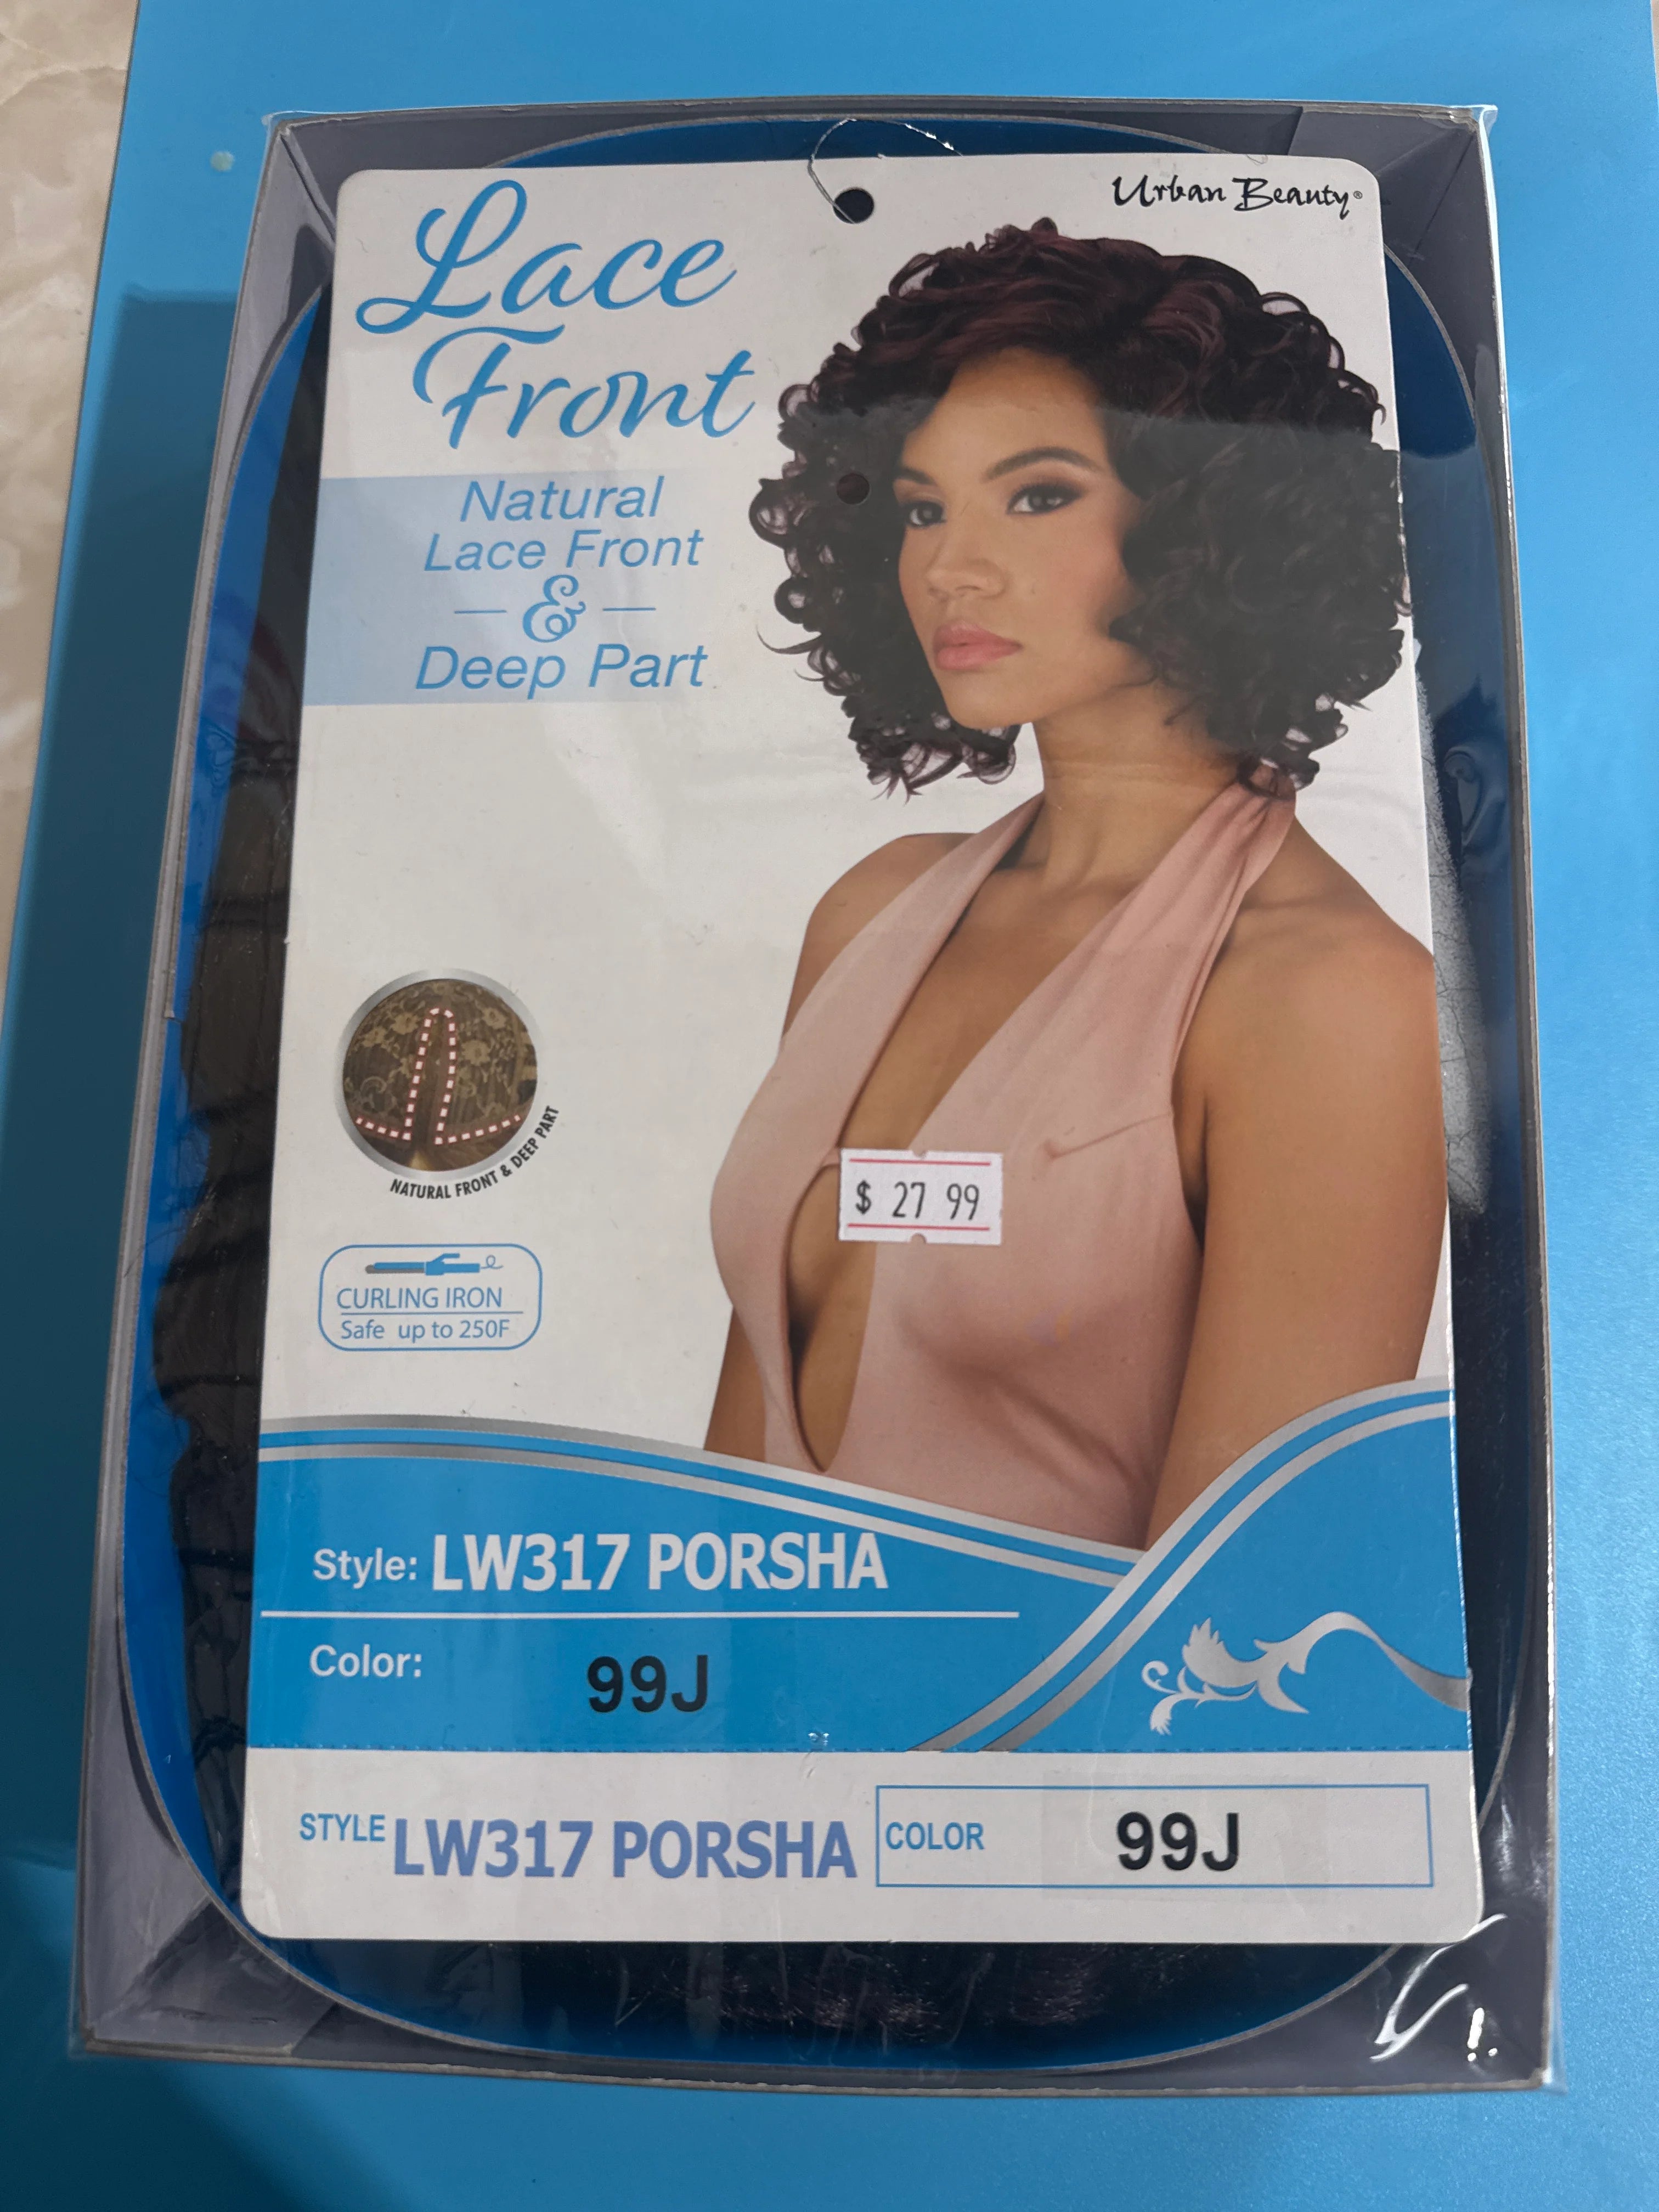 Urban Beauty®
Lace
Front
Natural
Lace Front
&
Deep Part
NATURAL FRONT & DEEP PART
$ 27 99
CURLING IRON
Safe up to 250F
Style: LW317 PORSHA
Color: 99J
STYLE LW317 PORSHA COLOR 99J